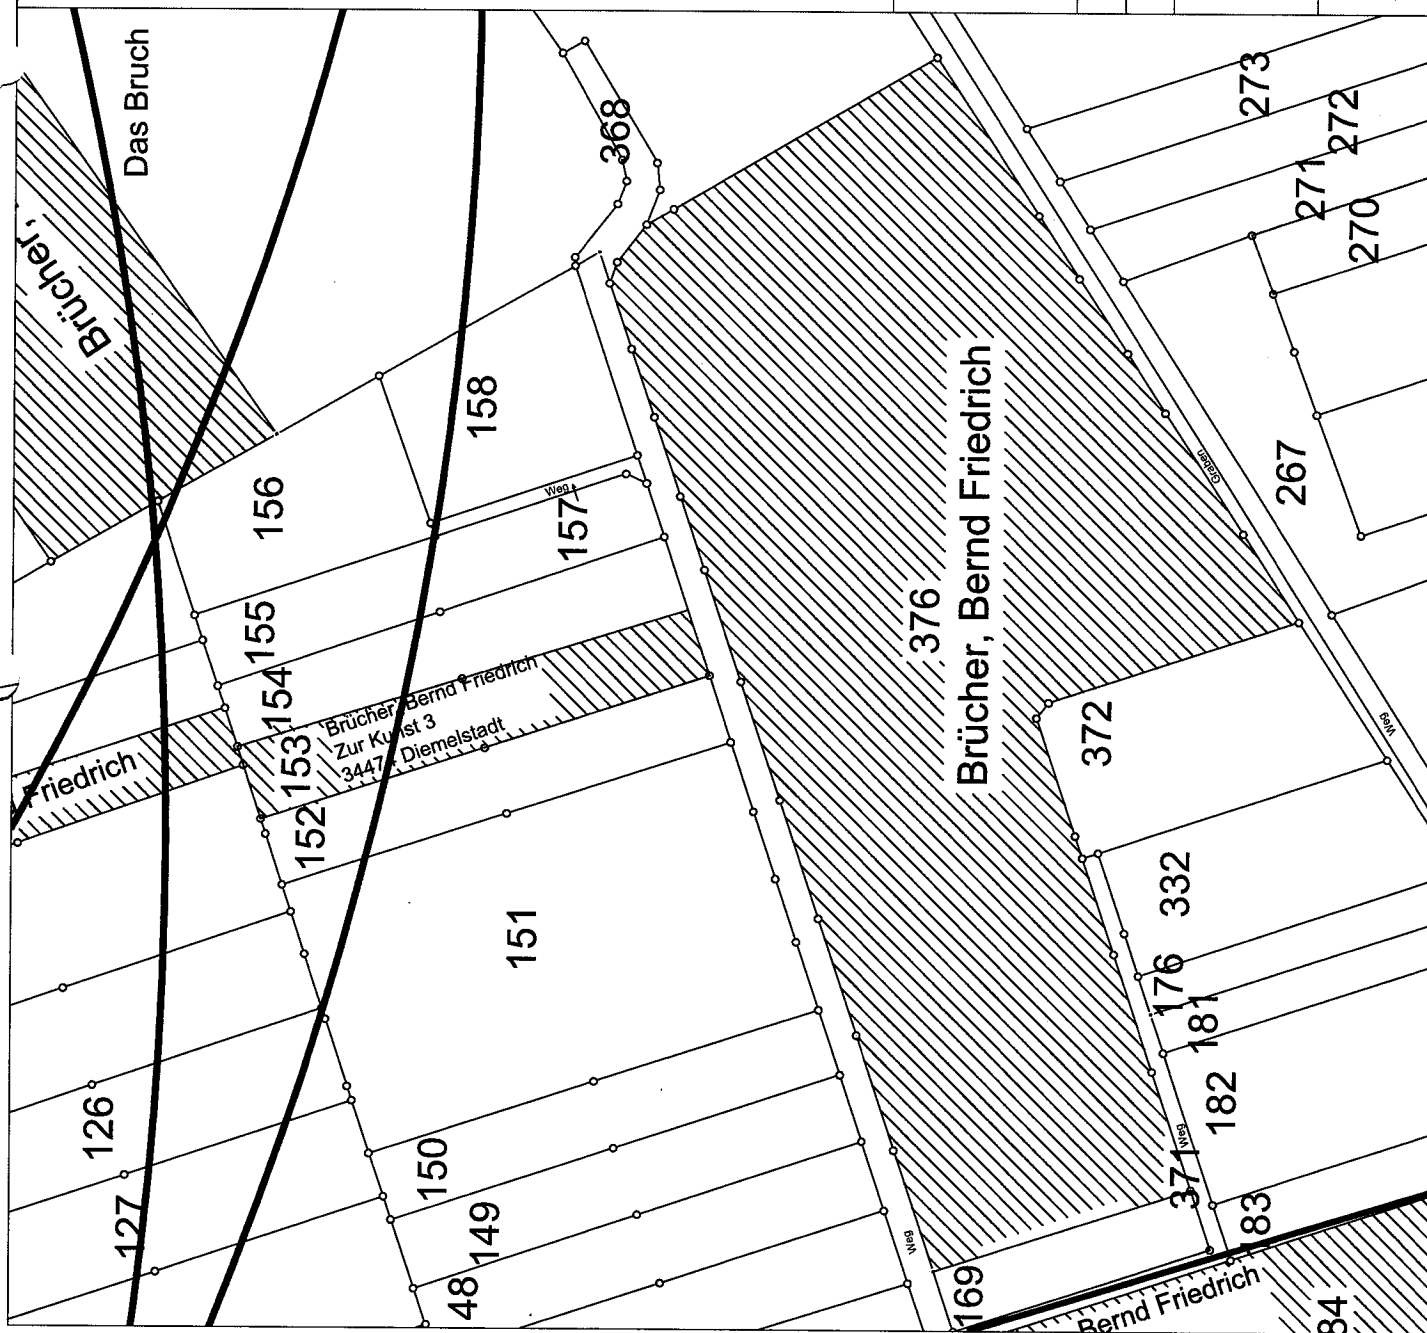 Das Bruch
Brücher,
368
273
272
271
270
267
158
Weg
157
156
155
154
153
152
Brücher, Bernd Friedrich
Zur Kunst 3
3447 Diemelstadt
Friedrich
376
Brücher, Bernd Friedrich
Graben
Weg
372
332
176
181
182
Weg
371
183
151
150
149
48
126
127
Weg
169
Bernd Friedrich
84